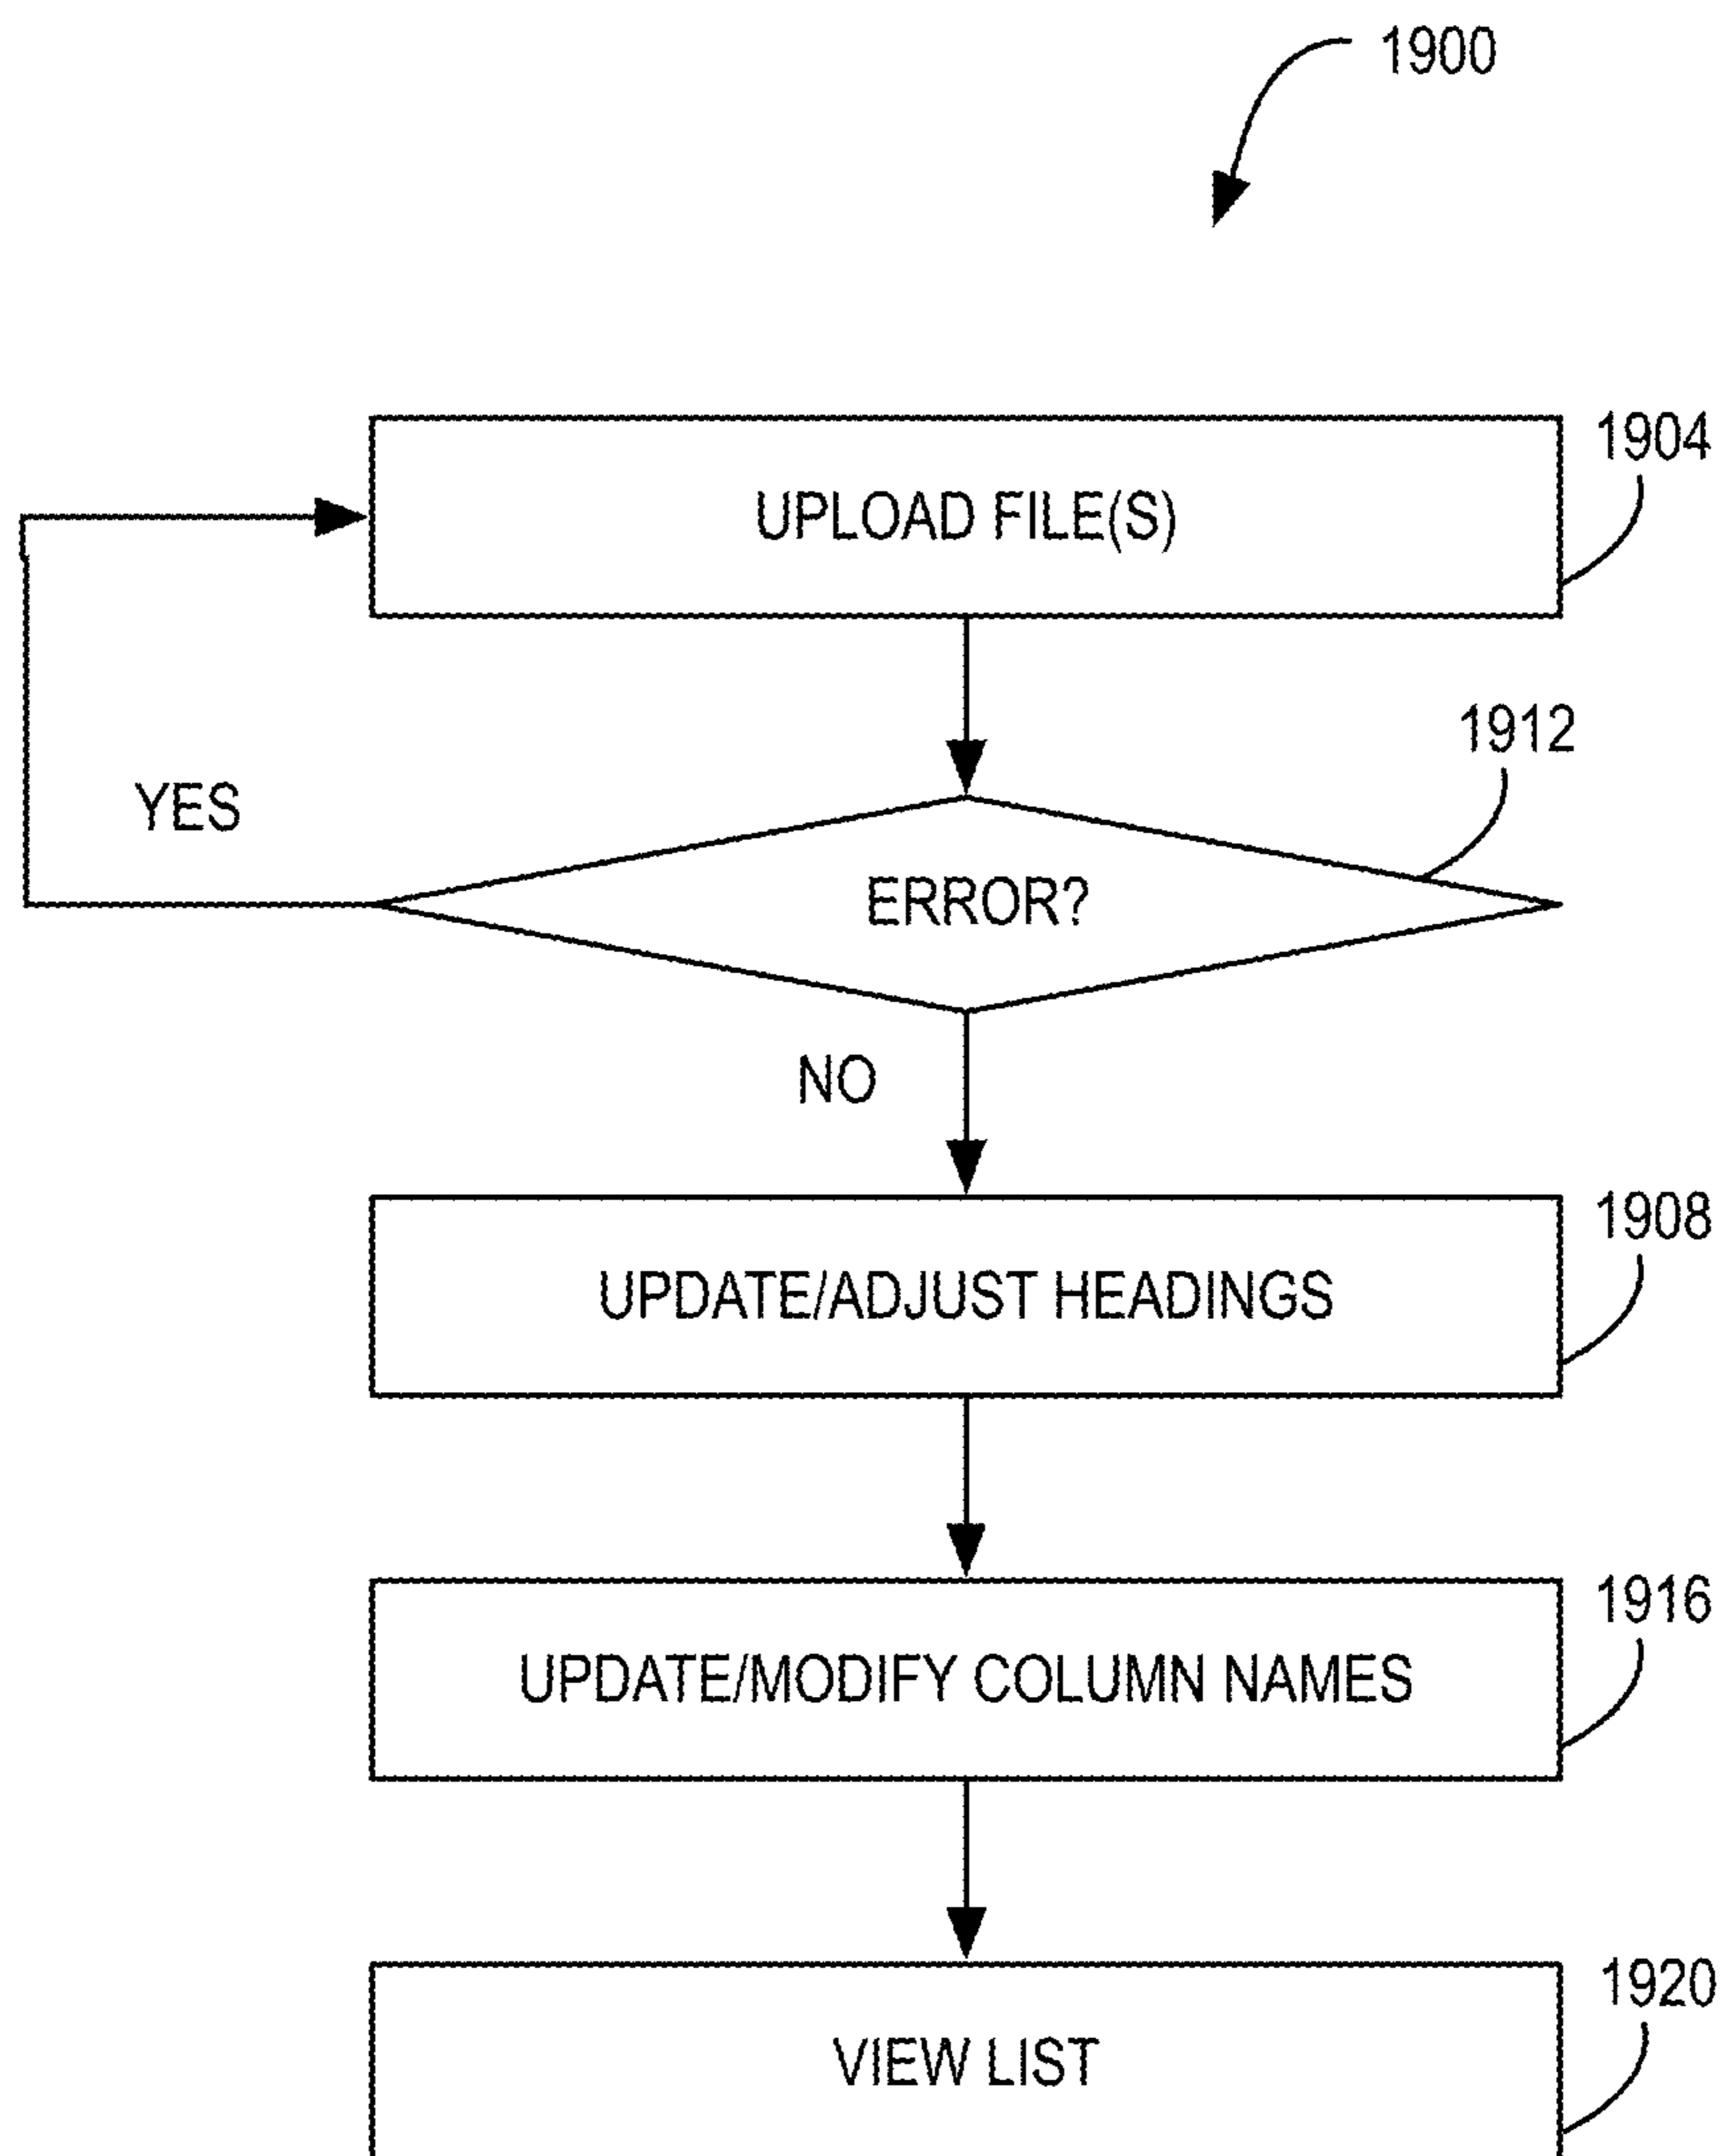 1900
UPLOAD FILE(S)
1904
1912
YES
ERROR?
NO
1908
UPDATE/ADJUST HEADINGS
1916
UPDATE/MODIFY COLUMN NAMES
1920
VIEW LIST